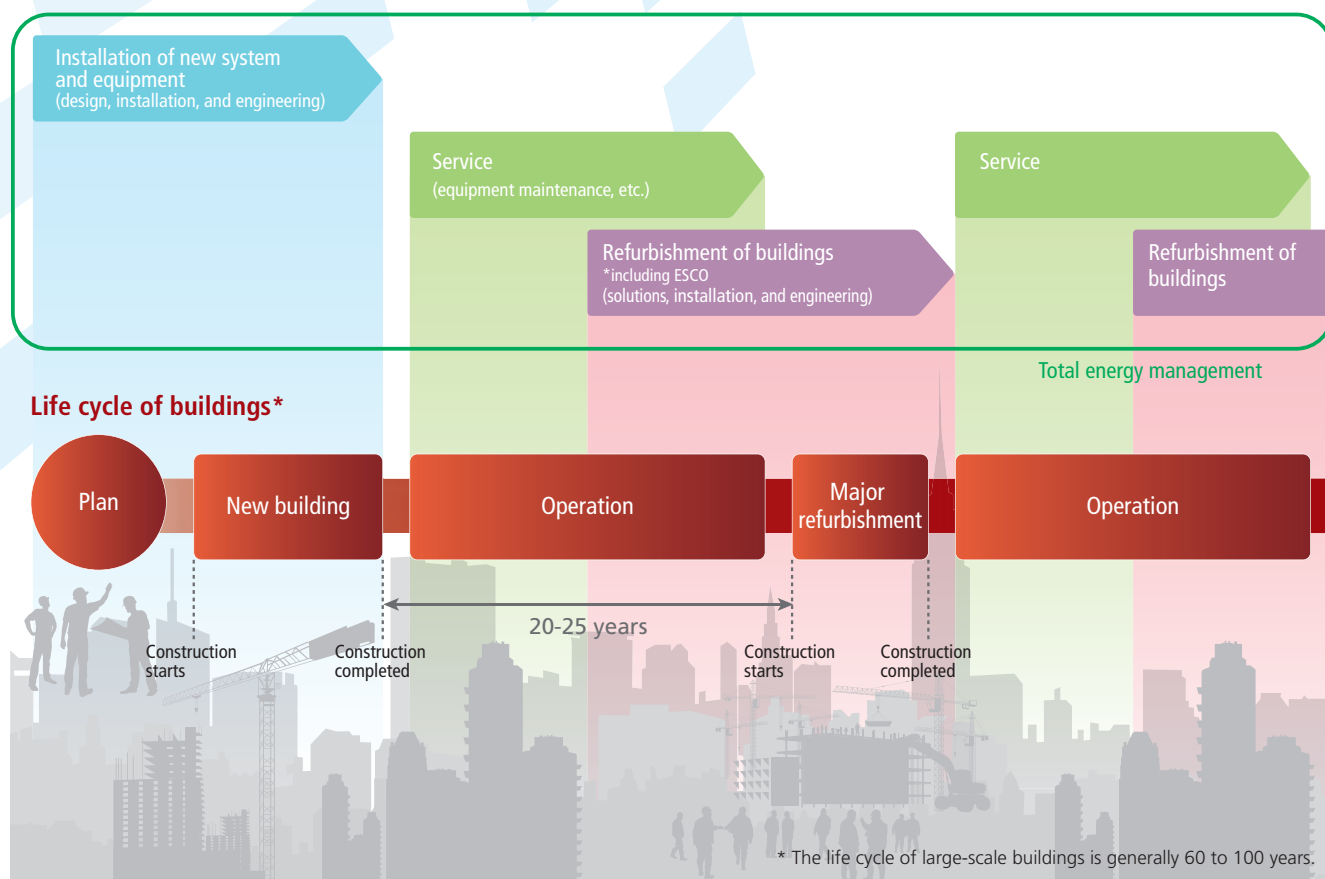 Installation of new system
and equipment
(design, installation, and engineering)
Service
(equipment maintenance, etc.)
Service
Refurbishment of buildings
*including ESCO
(solutions, installation, and engineering)
Refurbishment of
buildings
Total energy management
Life cycle of buildings*
Plan
New building
Operation
Major
refurbishment
Operation
20-25 years
Construction
starts
Construction
completed
Construction
starts
Construction
completed
* The life cycle of large-scale buildings is generally 60 to 100 years.